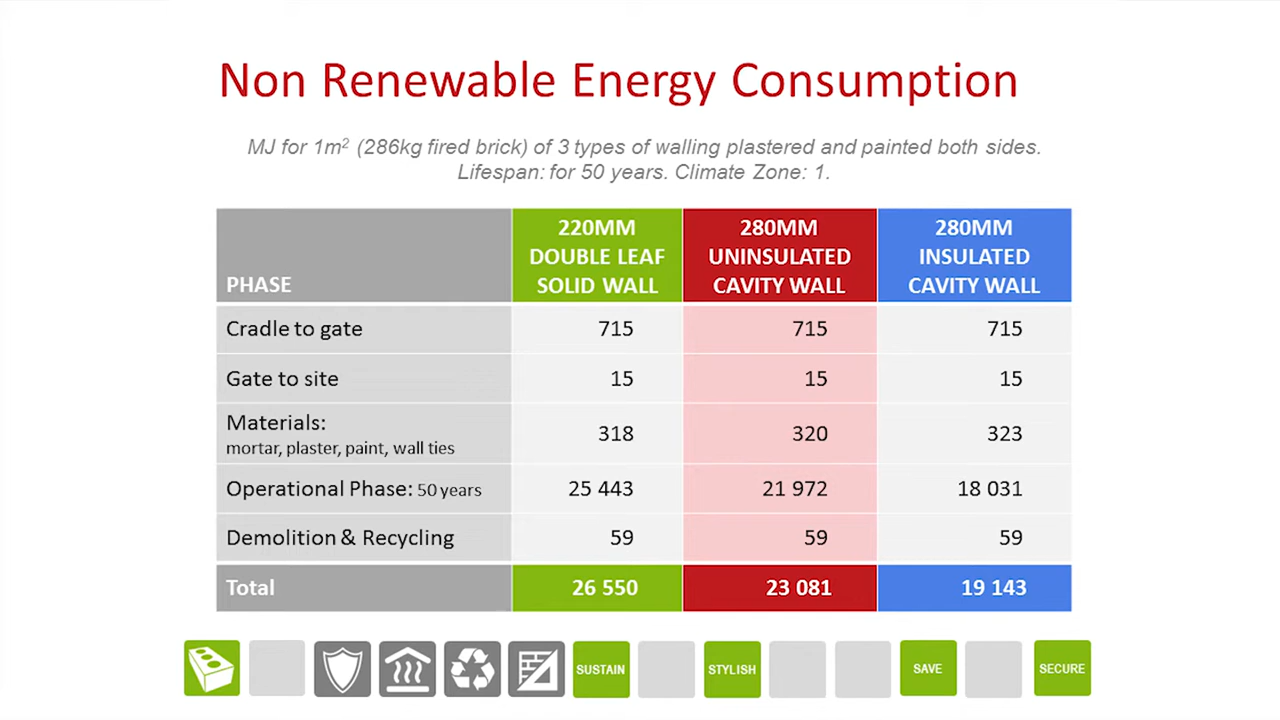 Non Renewable Energy Consumption
MJ for 1m² (286kg fired brick) of 3 types of walling plastered and painted both sides.
Lifespan: for 50 years. Climate Zone: 1.
PHASE
220MM
DOUBLE LEAF
SOLID WALL
280MM
UNINSULATED
CAVITY WALL
280MM
INSULATED
CAVITY WALL
Cradle to gate 715 715 715
Gate to site 15 15 15
Materials:
mortar, plaster, paint, wall ties 318 320 323
Operational Phase: 50 years 25 443 21 972 18 031
Demolition & Recycling 59 59 59
Total 26 550 23 081 19 143
SUSTAIN STYLISH SAVE SECURE